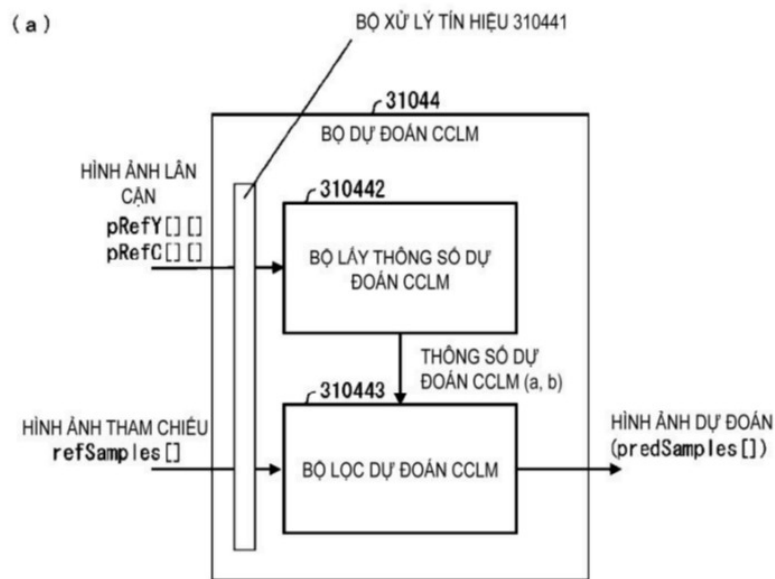 (a)
BỘ XỬ LÝ TÍN HIỆU 310441
31044
BỘ DỰ ĐOÁN CCLM
HÌNH ẢNH LÂN
CẬN
pRefY[][]
pRefC[][]
310442
BỘ LẤY THÔNG SỐ DỰ
ĐOÁN CCLM
THÔNG SỐ DỰ
ĐOÁN CCLM (a, b)
310443
HÌNH ẢNH THAM CHIẾU
refSamples[]
BỘ LỌC DỰ ĐOÁN CCLM
HÌNH ẢNH DỰ ĐOÁN
(predSamples[])